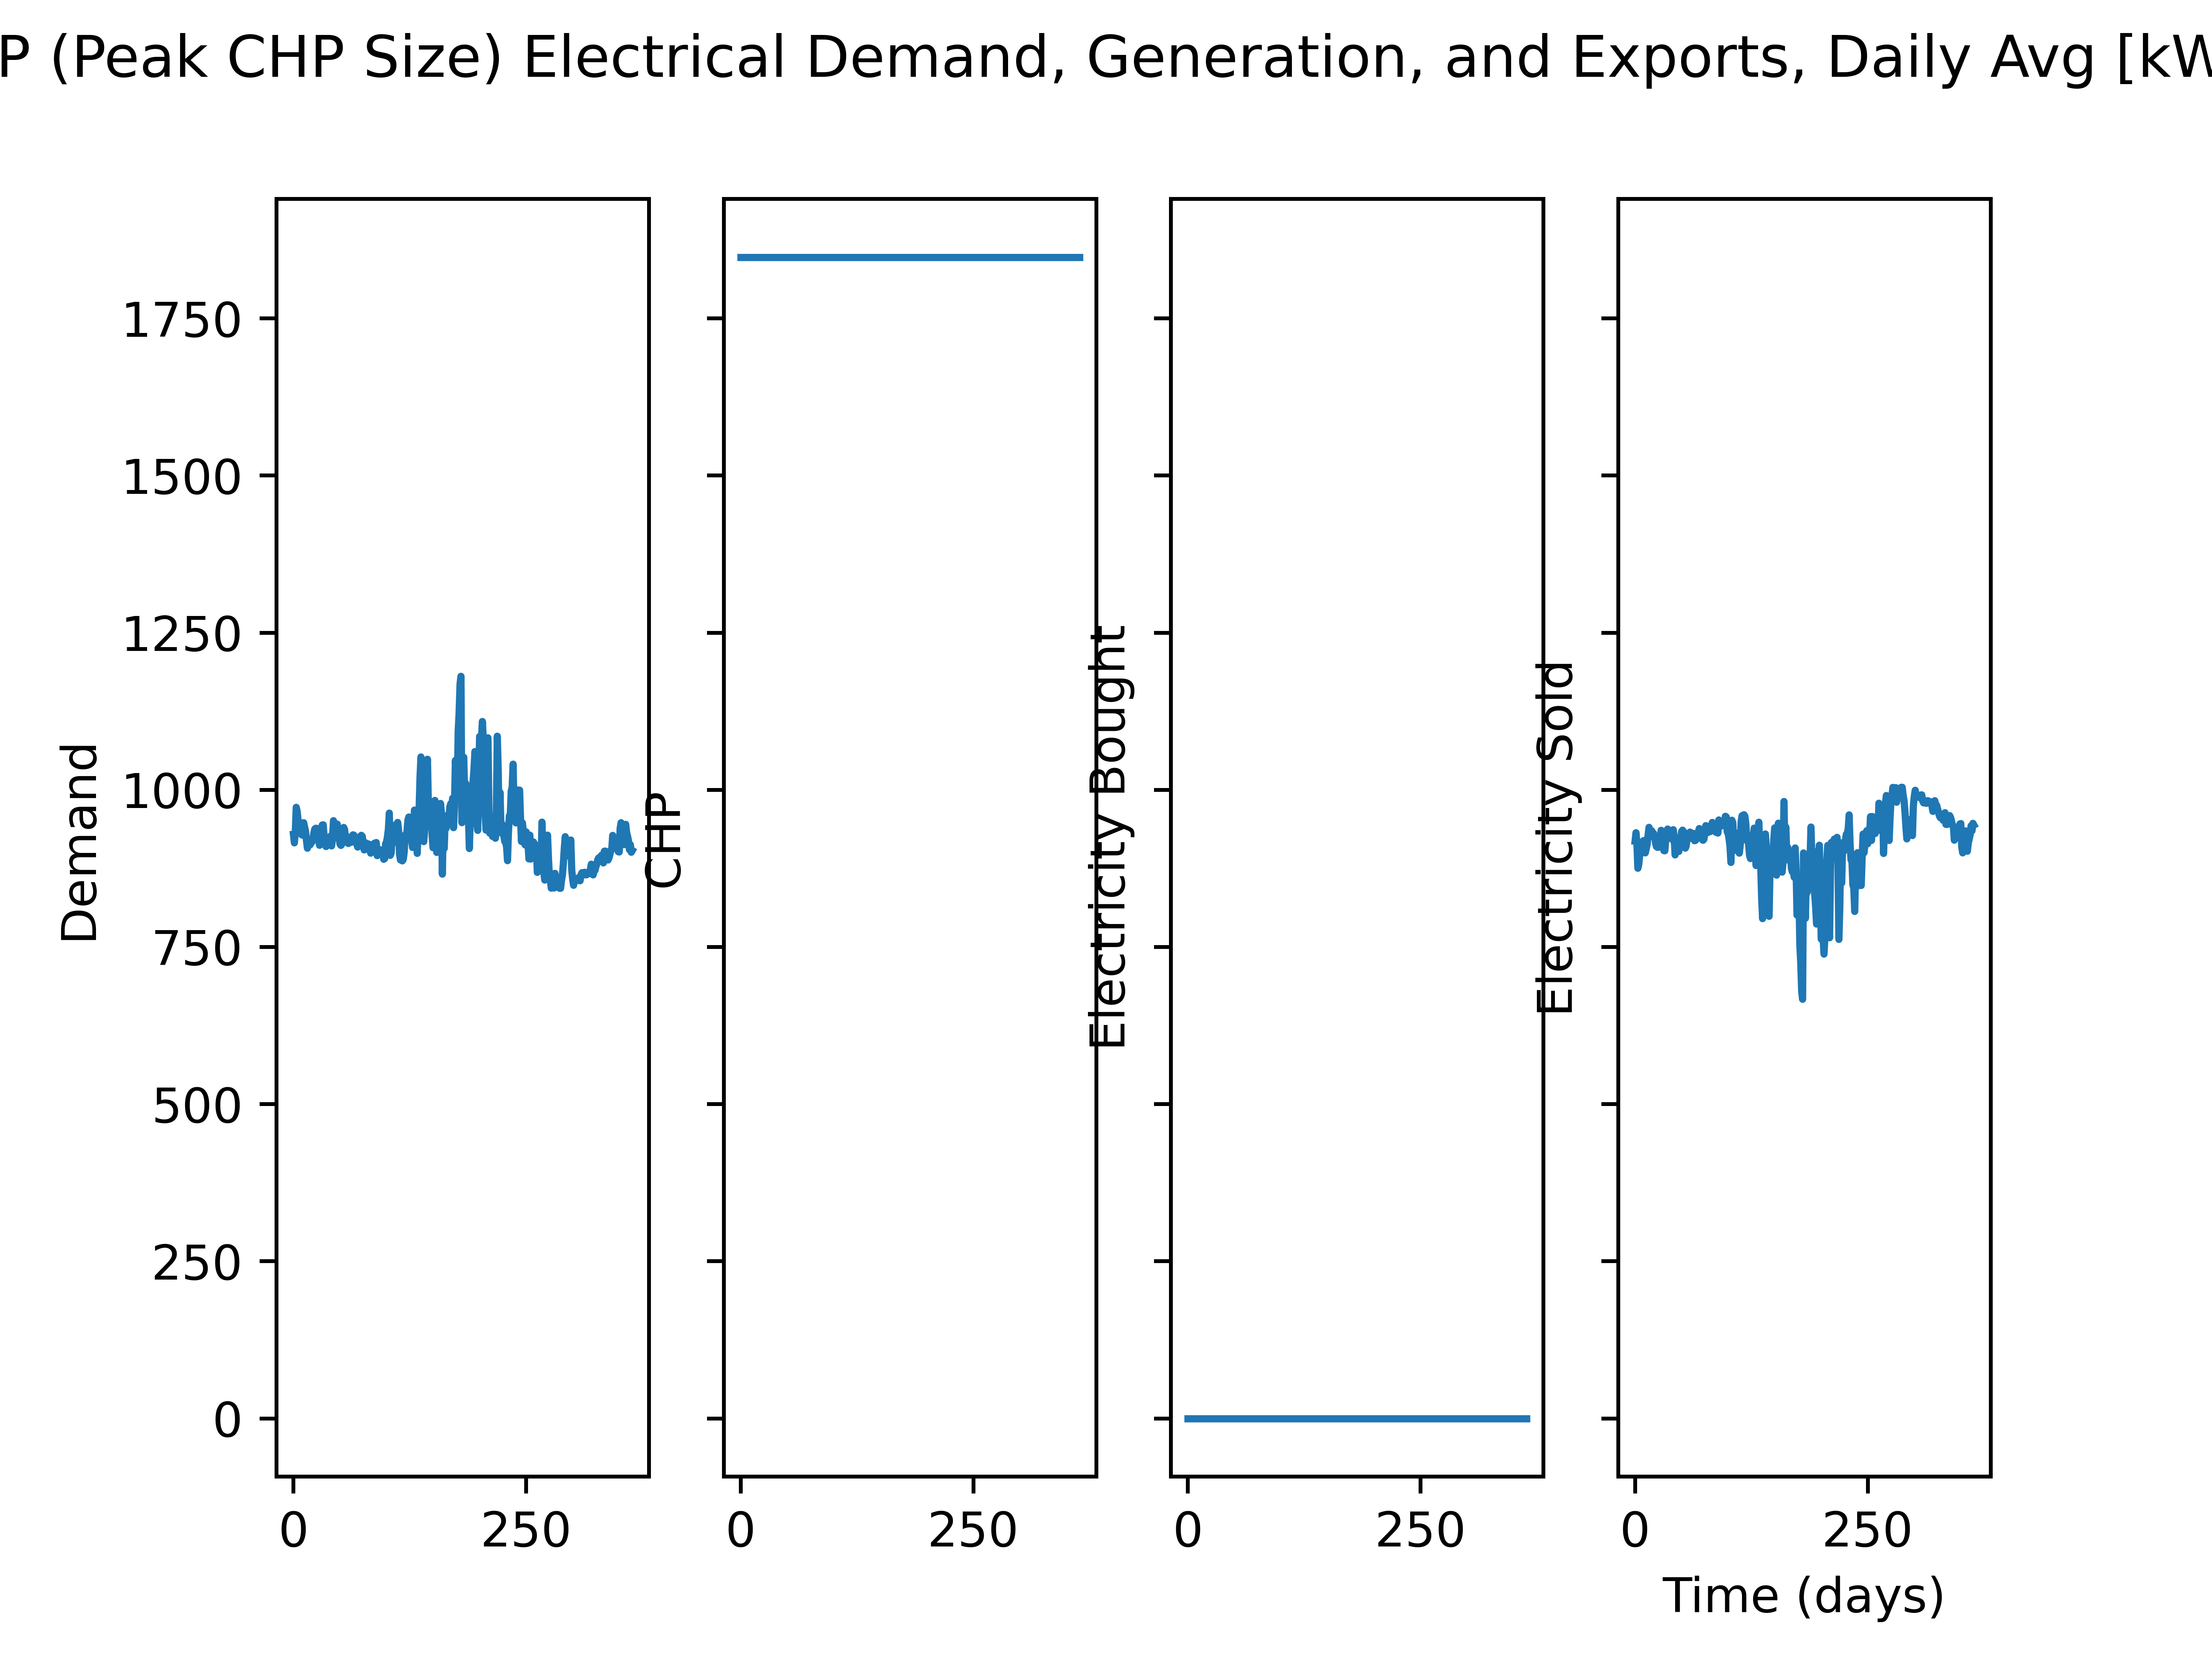 P (Peak CHP Size) Electrical Demand, Generation, and Exports, Daily Avg [kW
Demand
1750
1500
1250
1000
750
500
250
0
0 250
CHP
0 250
Electricity Bought
0 250
Electricity Sold
0 250
Time (days)